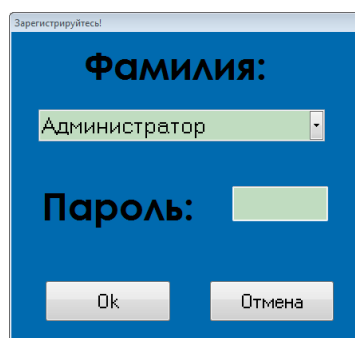 Зарегистрируйтесь!
Фамилия:
Администратор
Пароль:
Ok Отмена